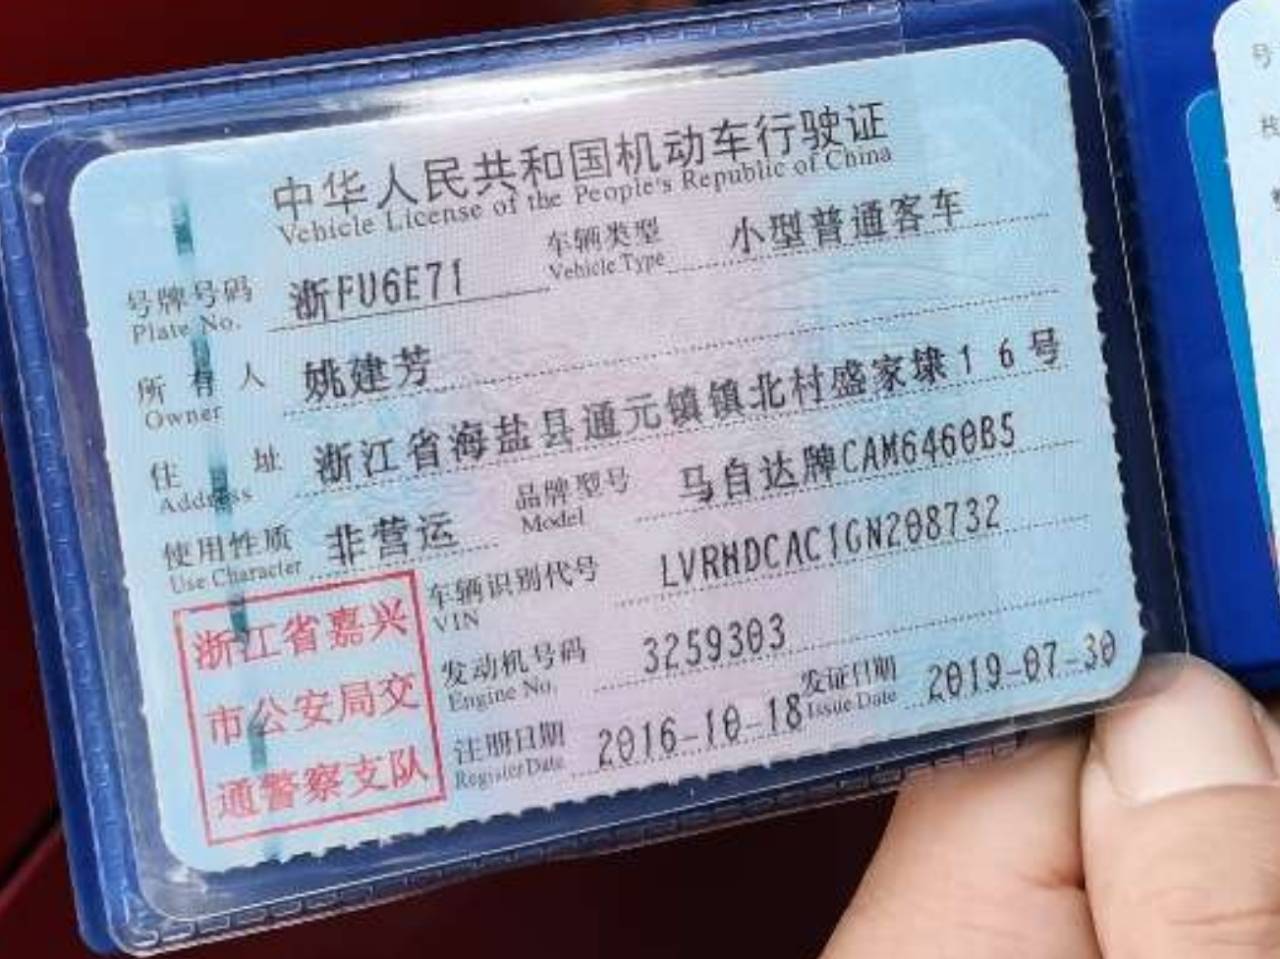 中华人民共和国机动车行驶证
Vehicle License of the People's Republic of China
号牌号码 浙FU6E71 车辆类型 小型普通客车
Plate No. Vehicle Type
所有人 姚建芳
Owner
住址 浙江省海盐县通元镇镇北村盛家埭16号
Address
使用性质 非营运 品牌型号 马自达牌CAM6460B5
Use Character Model
车辆识别代号 LVRHDCAC1GN208732
VIN
发动机号码 3259303
Engine No.
注册日期 2016-10-18 发证日期 2019-07-30
Register Date Issue Date
浙江省嘉兴
市公安局交
通警察支队
号